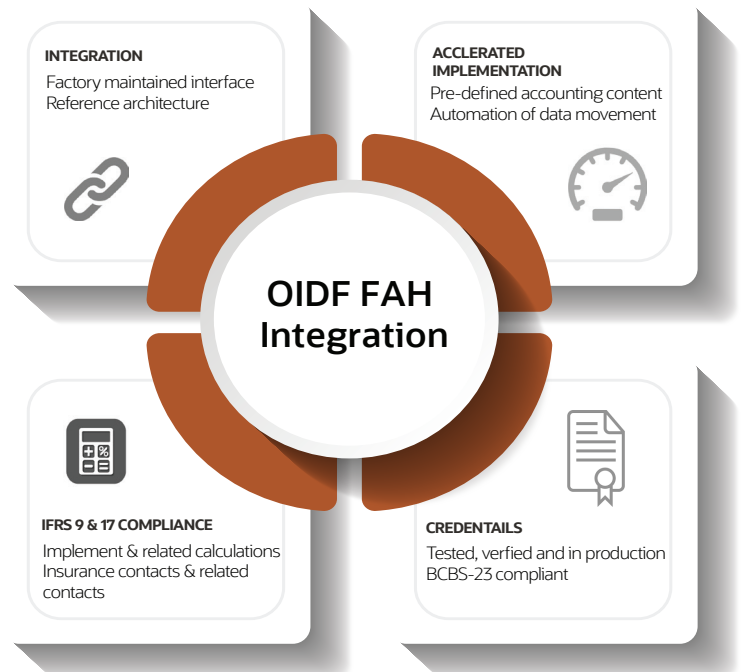 INTEGRATION
Factory maintained interface
Reference architecture
ACCLERATED
IMPLEMENTATION
Pre-defined accounting content
Automation of data movement
OIDF FAH
Integration
IFRS 9 & 17 COMPLIANCE
Implement & related calculations
Insurance contacts & related
contacts
CREDENTAILS
Tested, verfied and in production
BCBS-23 compliant